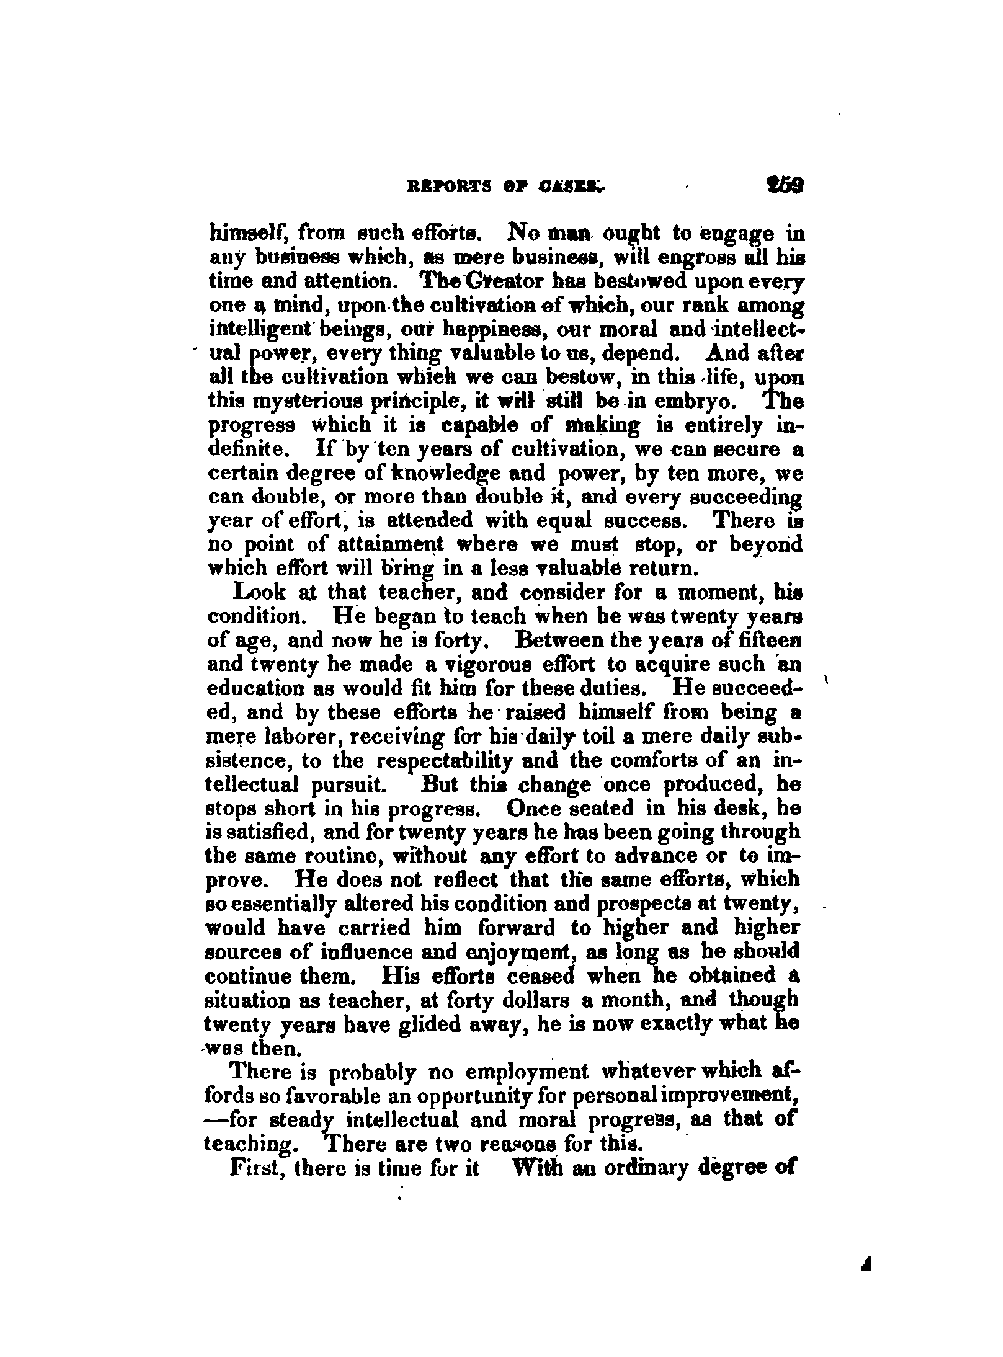 REPORTS OF CASES. 259
himself, from such efforts. No man ought to engage in
any business which, as mere business, will engross all his
time and attention. The Creator has bestowed upon every
one a mind, upon the cultivation of which, our rank among
intelligent beings, our happiness, our moral and intellect-
ual power, every thing valuable to us, depend. And after
all the cultivation which we can bestow, in this life, upon
this mysterious principle, it will still be in embryo. The
progress which it is capable of making is entirely in-
definite. If by ten years of cultivation, we can secure a
certain degree of knowledge and power, by ten more, we
can double, or more than double it, and every succeeding
year of effort, is attended with equal success. There is
no point of attainment where we must stop, or beyond
which effort will bring in a less valuable return.
Look at that teacher, and consider for a moment, his
condition. He began to teach when he was twenty years
of age, and now he is forty. Between the years of fifteen
and twenty he made a vigorous effort to acquire such an
education as would fit him for these duties. He succeed-
ed, and by these efforts he raised himself from being a
mere laborer, receiving for his daily toil a mere daily sub-
sistence, to the respectability and the comforts of an in-
tellectual pursuit. But this change once produced, he
stops short in his progress. Once seated in his desk, he
is satisfied, and for twenty years he has been going through
the same routine, without any effort to advance or to im-
prove. He does not reflect that the same efforts, which
so essentially altered his condition and prospects at twenty,
would have carried him forward to higher and higher
sources of influence and enjoyment, as long as he should
continue them. His efforts ceased when he obtained a
situation as teacher, at forty dollars a month, and though
twenty years have glided away, he is now exactly what he
was then.
There is probably no employment whatever which af-
fords so favorable an opportunity for personal improvement,
—for steady intellectual and moral progress, as that of
teaching. There are two reasons for this.
First, there is time for it With an ordinary degree of